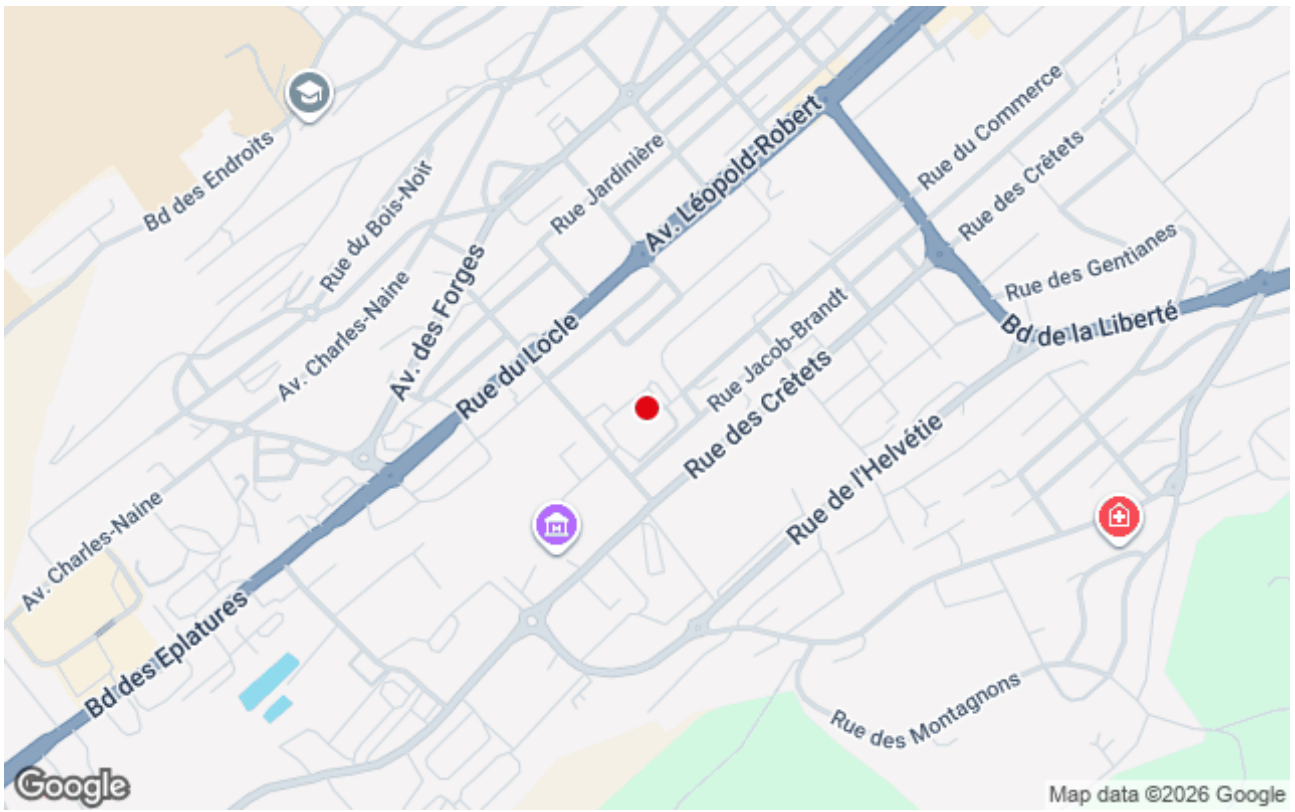 Rue du Commerce
Av. Léopold-Robert
Bd des Endroits
Rue Jardinière
Rue des Crêtets
Rue du Bois-Noir
Rue des Gentianes
Av. Charles-Naine
Av. des Forges
Bd de la Liberté
Rue du Locle
Rue Jacob-Brandt
Rue des Crêtets
Rue de l'Helvétie
Av. Charles-Naine
H
Bd des Eplatures
Rue des Montagnons
Google
Map data ©2026 Google